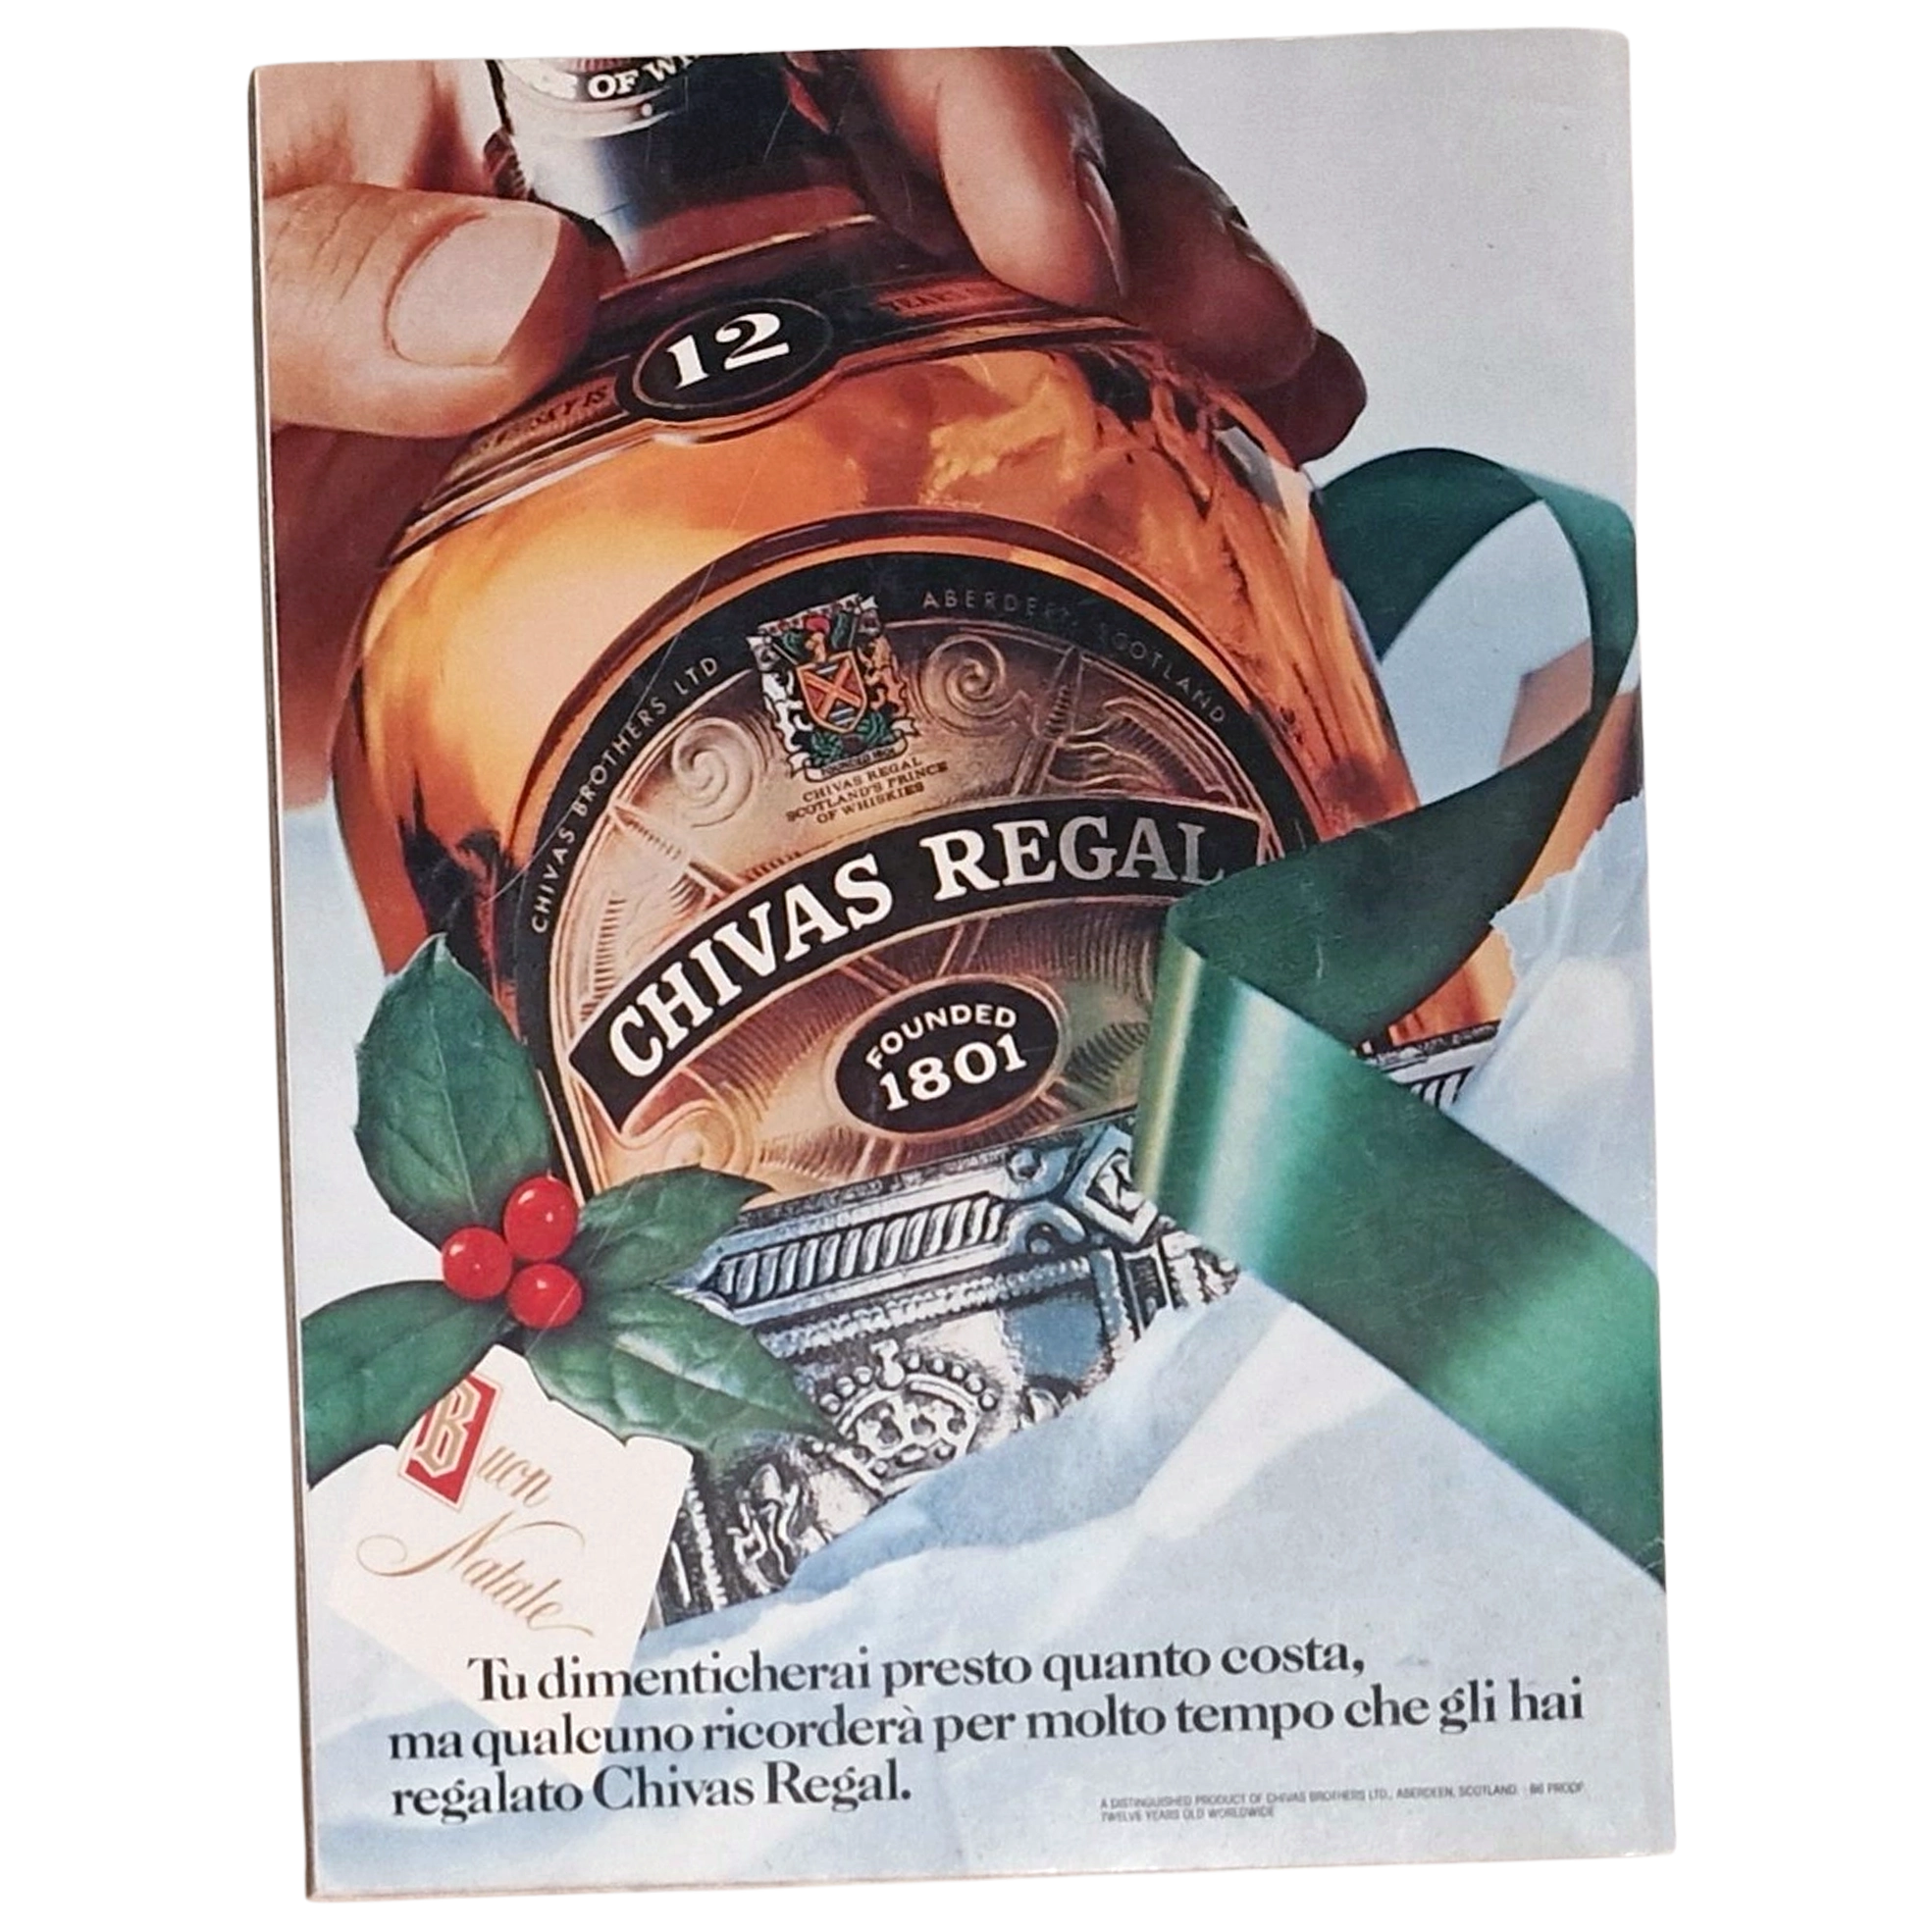 OF
12
CHIVAS BROTHERS LTD
ABERDEEN, SCOTLAND
CHIVAS REGAL
SCOTLAND'S PRINCE
OF WHISKIES
CHIVAS REGAL
FOUNDED
1801
Buon
Natale
Tu dimenticherai presto quanto costa,
ma qualcuno ricorderà per molto tempo che gli hai
regalato Chivas Regal.
A DISTINGUISHED PRODUCT OF CHIVAS BROTHERS LTD., ABERDEEN, SCOTLAND. 86 PROOF.
TWELVE YEARS OLD WORLDWIDE